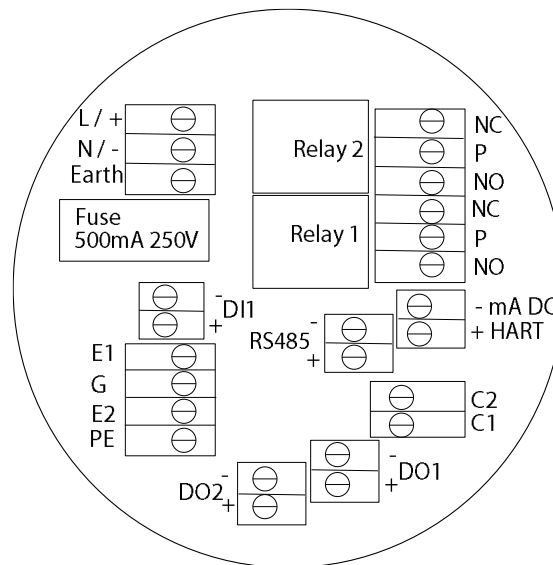 L / +
N / -
Earth
Fuse
500mA 250V
Relay 2
Relay 1
NC
P
NO
NC
P
NO
- DI1
+
E1
G
E2
PE
RS485 -
+
- mA DC
+ HART
C2
C1
DO2 -
+
- DO1
+